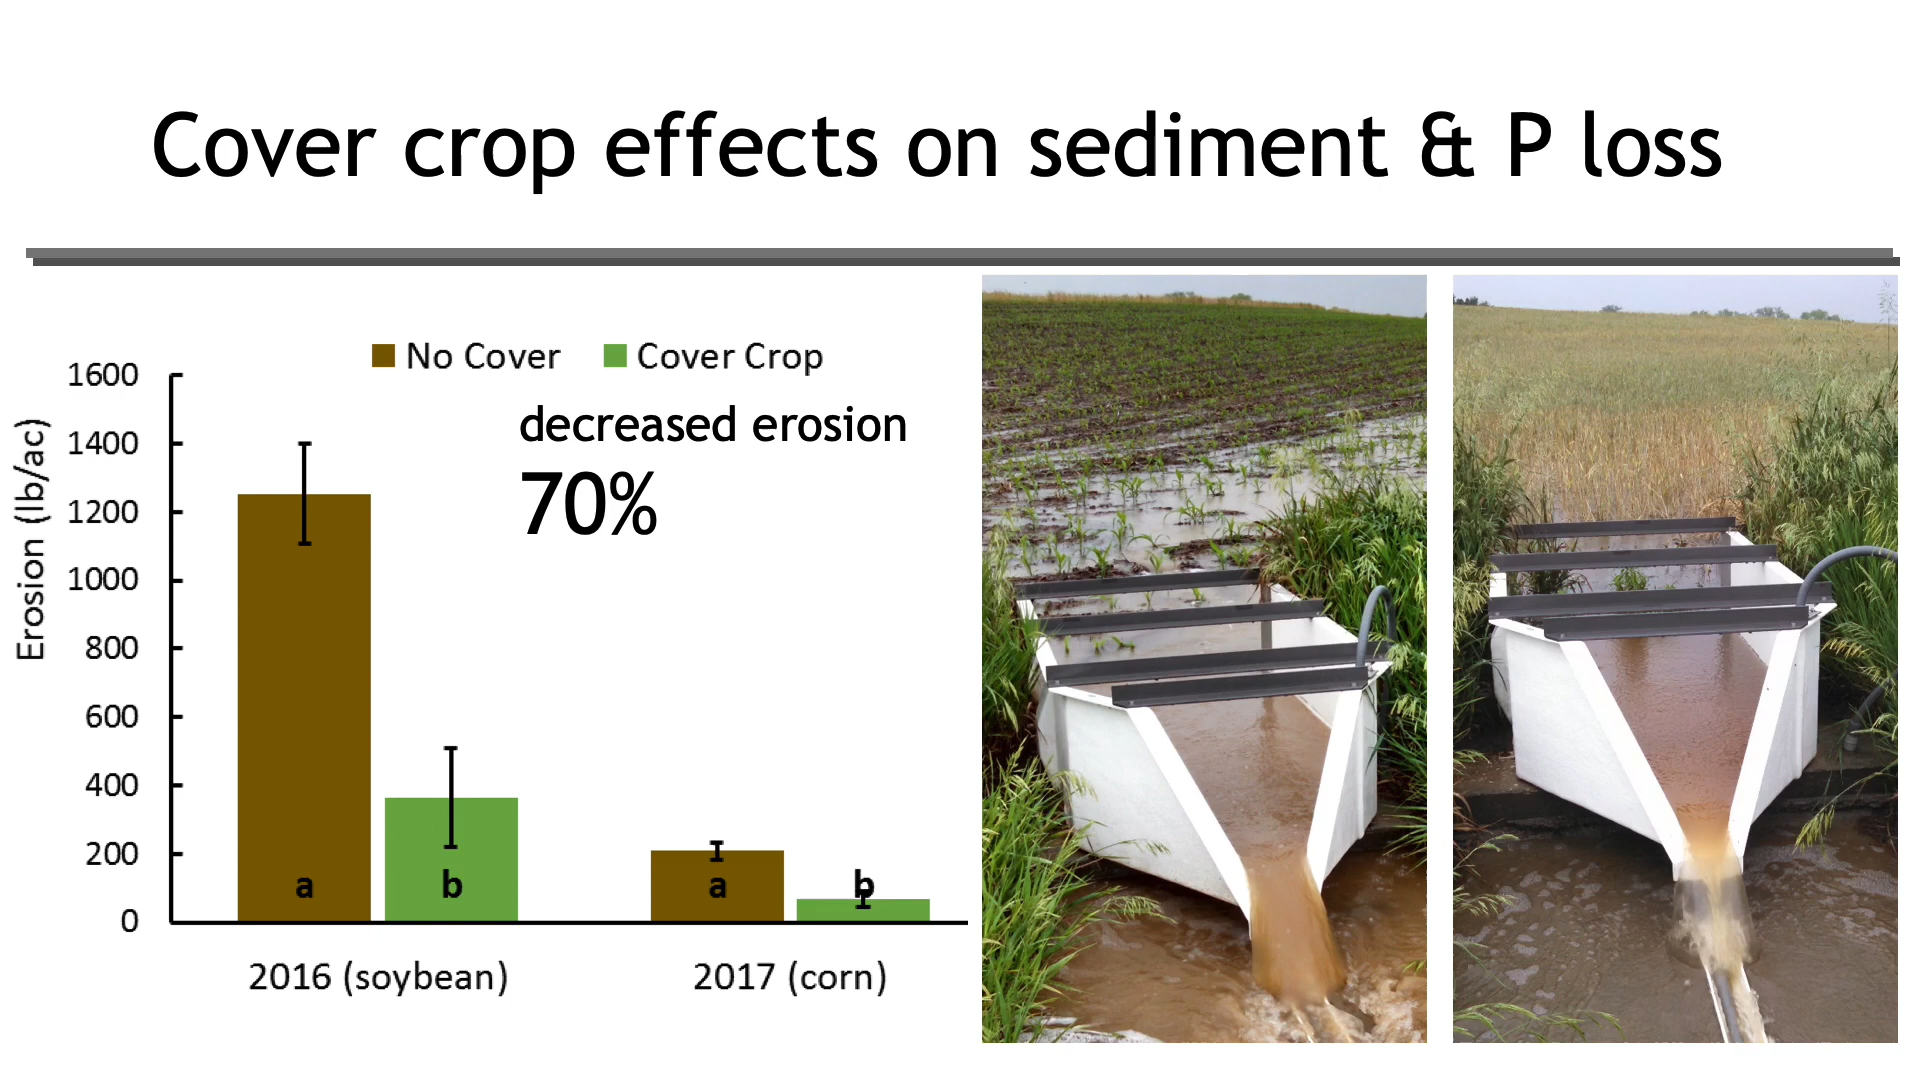 Cover crop effects on sediment & P loss
No Cover
Cover Crop
decreased erosion
70%
Erosion (lb/ac)
1600
1400
1200
1000
800
600
400
200
0
a
b
a
b
2016 (soybean)
2017 (corn)